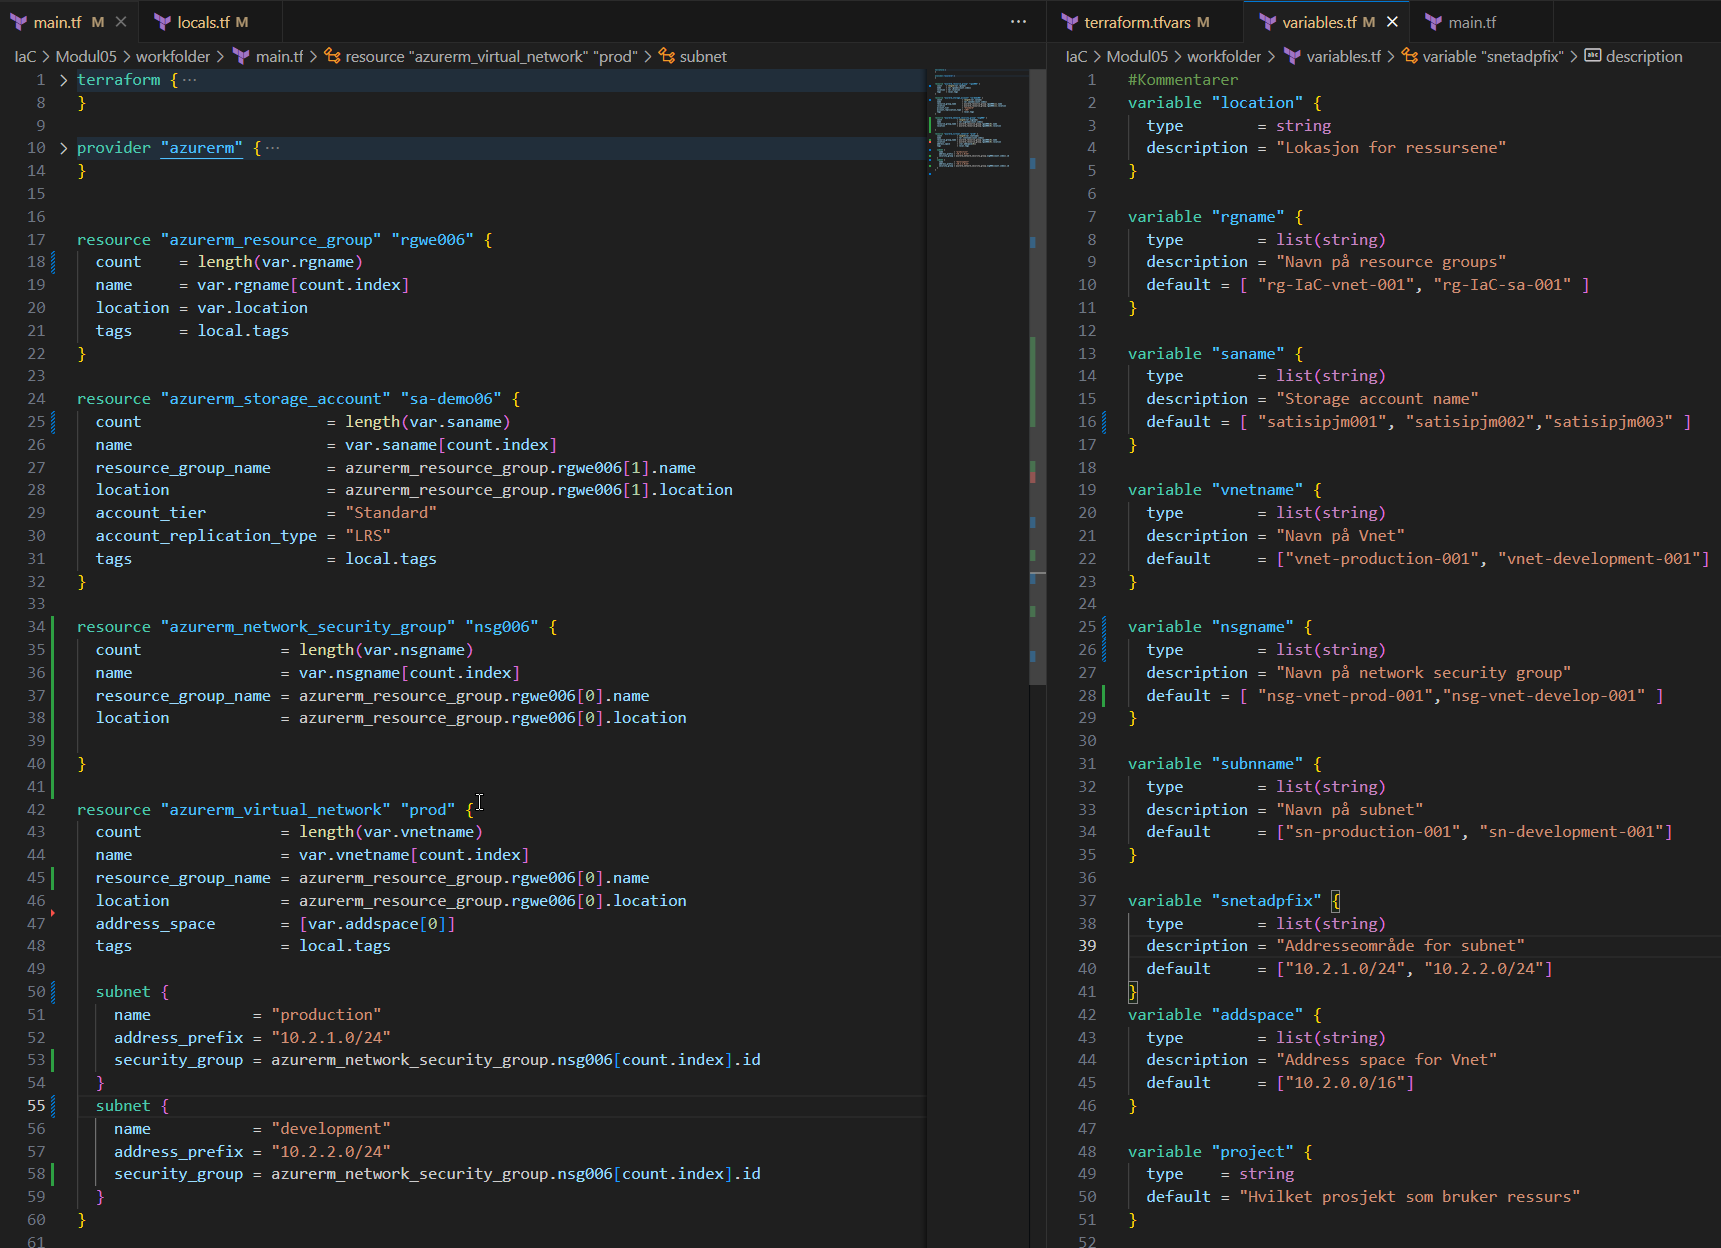 main.tf M
locals.tf M
IaC > Modul05 > workfolder > main.tf > resource "azurerm_virtual_network" "prod" > subnet
1 terraform { ···
8 }
9
10 provider "azurerm" { ···
14 }
15
16
17 resource "azurerm_resource_group" "rgwe006" {
18 count = length(var.rgname)
19 name = var.rgname[count.index]
20 location = var.location
21 tags = local.tags
22 }
23
24 resource "azurerm_storage_account" "sa-demo06" {
25 count = length(var.saname)
26 name = var.saname[count.index]
27 resource_group_name = azurerm_resource_group.rgwe006[1].name
28 location = azurerm_resource_group.rgwe006[1].location
29 account_tier = "Standard"
30 account_replication_type = "LRS"
31 tags = local.tags
32 }
33
34 resource "azurerm_network_security_group" "nsg006" {
35 count = length(var.nsgname)
36 name = var.nsgname[count.index]
37 resource_group_name = azurerm_resource_group.rgwe006[0].name
38 location = azurerm_resource_group.rgwe006[0].location
39
40 }
41
42 resource "azurerm_virtual_network" "prod" {
43 count = length(var.vnetname)
44 name = var.vnetname[count.index]
45 resource_group_name = azurerm_resource_group.rgwe006[0].name
46 location = azurerm_resource_group.rgwe006[0].location
47 address_space = [var.addspace[0]]
48 tags = local.tags
49
50 subnet {
51 name = "production"
52 address_prefix = "10.2.1.0/24"
53 security_group = azurerm_network_security_group.nsg006[count.index].id
54 }
55 subnet {
56 name = "development"
57 address_prefix = "10.2.2.0/24"
58 security_group = azurerm_network_security_group.nsg006[count.index].id
59 }
60 }
61
terraform.tfvars M
variables.tf M
main.tf
IaC > Modul05 > workfolder > variables.tf > variable "snetadpfix" > description
1 #Kommentarer
2 variable "location" {
3 type = string
4 description = "Lokasjon for ressursene"
5 }
6
7 variable "rgname" {
8 type = list(string)
9 description = "Navn på resource groups"
10 default = [ "rg-IaC-vnet-001", "rg-IaC-sa-001" ]
11 }
12
13 variable "saname" {
14 type = list(string)
15 description = "Storage account name"
16 default = [ "satisipjm001", "satisipjm002","satisipjm003" ]
17 }
18
19 variable "vnetname" {
20 type = list(string)
21 description = "Navn på Vnet"
22 default = ["vnet-production-001", "vnet-development-001"]
23 }
24
25 variable "nsgname" {
26 type = list(string)
27 description = "Navn på network security group"
28 default = [ "nsg-vnet-prod-001","nsg-vnet-develop-001" ]
29 }
30
31 variable "subnname" {
32 type = list(string)
33 description = "Navn på subnet"
34 default = ["sn-production-001", "sn-development-001"]
35 }
36
37 variable "snetadpfix" {
38 type = list(string)
39 description = "Addresseområde for subnet"
40 default = ["10.2.1.0/24", "10.2.2.0/24"]
41 }
42 variable "addspace" {
43 type = list(string)
44 description = "Address space for Vnet"
45 default = ["10.2.0.0/16"]
46 }
47
48 variable "project" {
49 type = string
50 default = "Hvilket prosjekt som bruker ressurs"
51 }
52